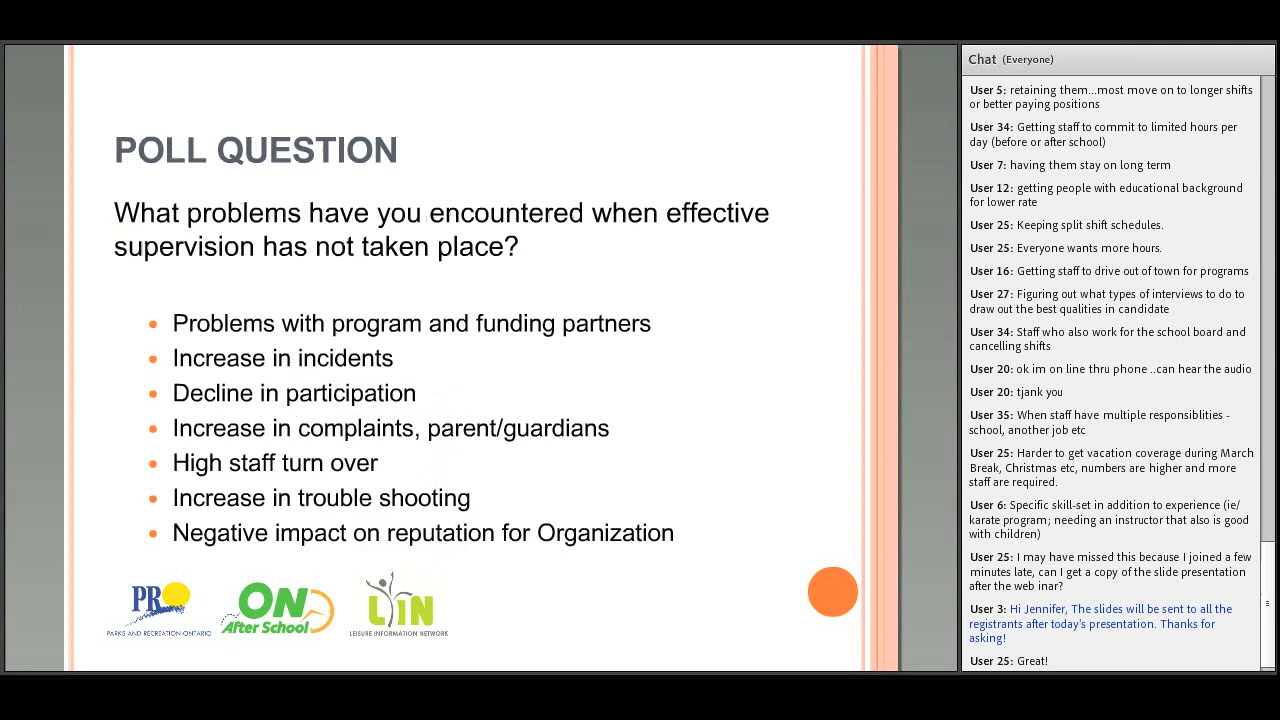 POLL QUESTION
What problems have you encountered when effective
supervision has not taken place?
• Problems with program and funding partners
• Increase in incidents
• Decline in participation
• Increase in complaints, parent/guardians
• High staff turn over
• Increase in trouble shooting
• Negative impact on reputation for Organization
PRO
PARKS AND RECREATION ONTARIO
ON
After School
LIN
LEISURE INFORMATION NETWORK
Chat (Everyone)
User 5: retaining them...most move on to longer shifts
or better paying positions
User 34: Getting staff to commit to limited hours per
day (before or after school)
User 7: having them stay on long term
User 12: getting people with educational background
for lower rate
User 25: Keeping split shift schedules.
User 25: Everyone wants more hours.
User 16: Getting staff to drive out of town for programs
User 27: Figuring out what types of interviews to do to
draw out the best qualities in candidate
User 34: Staff who also work for the school board and
cancelling shifts
User 20: ok im on line thru phone ..can hear the audio
User 20: tjank you
User 35: When staff have multiple responsiblities -
school, another job etc
User 25: Harder to get vacation coverage during March
Break, Christmas etc, numbers are higher and more
staff are required.
User 6: Specific skill-set in addition to experience (ie/
karate program; needing an instructor that also is good
with children)
User 25: I may have missed this because I joined a few
minutes late, can I get a copy of the slide presentation
after the web inar?
User 3: Hi Jennifer, The slides will be sent to all the
registrants after today's presentation. Thanks for
asking!
User 25: Great!